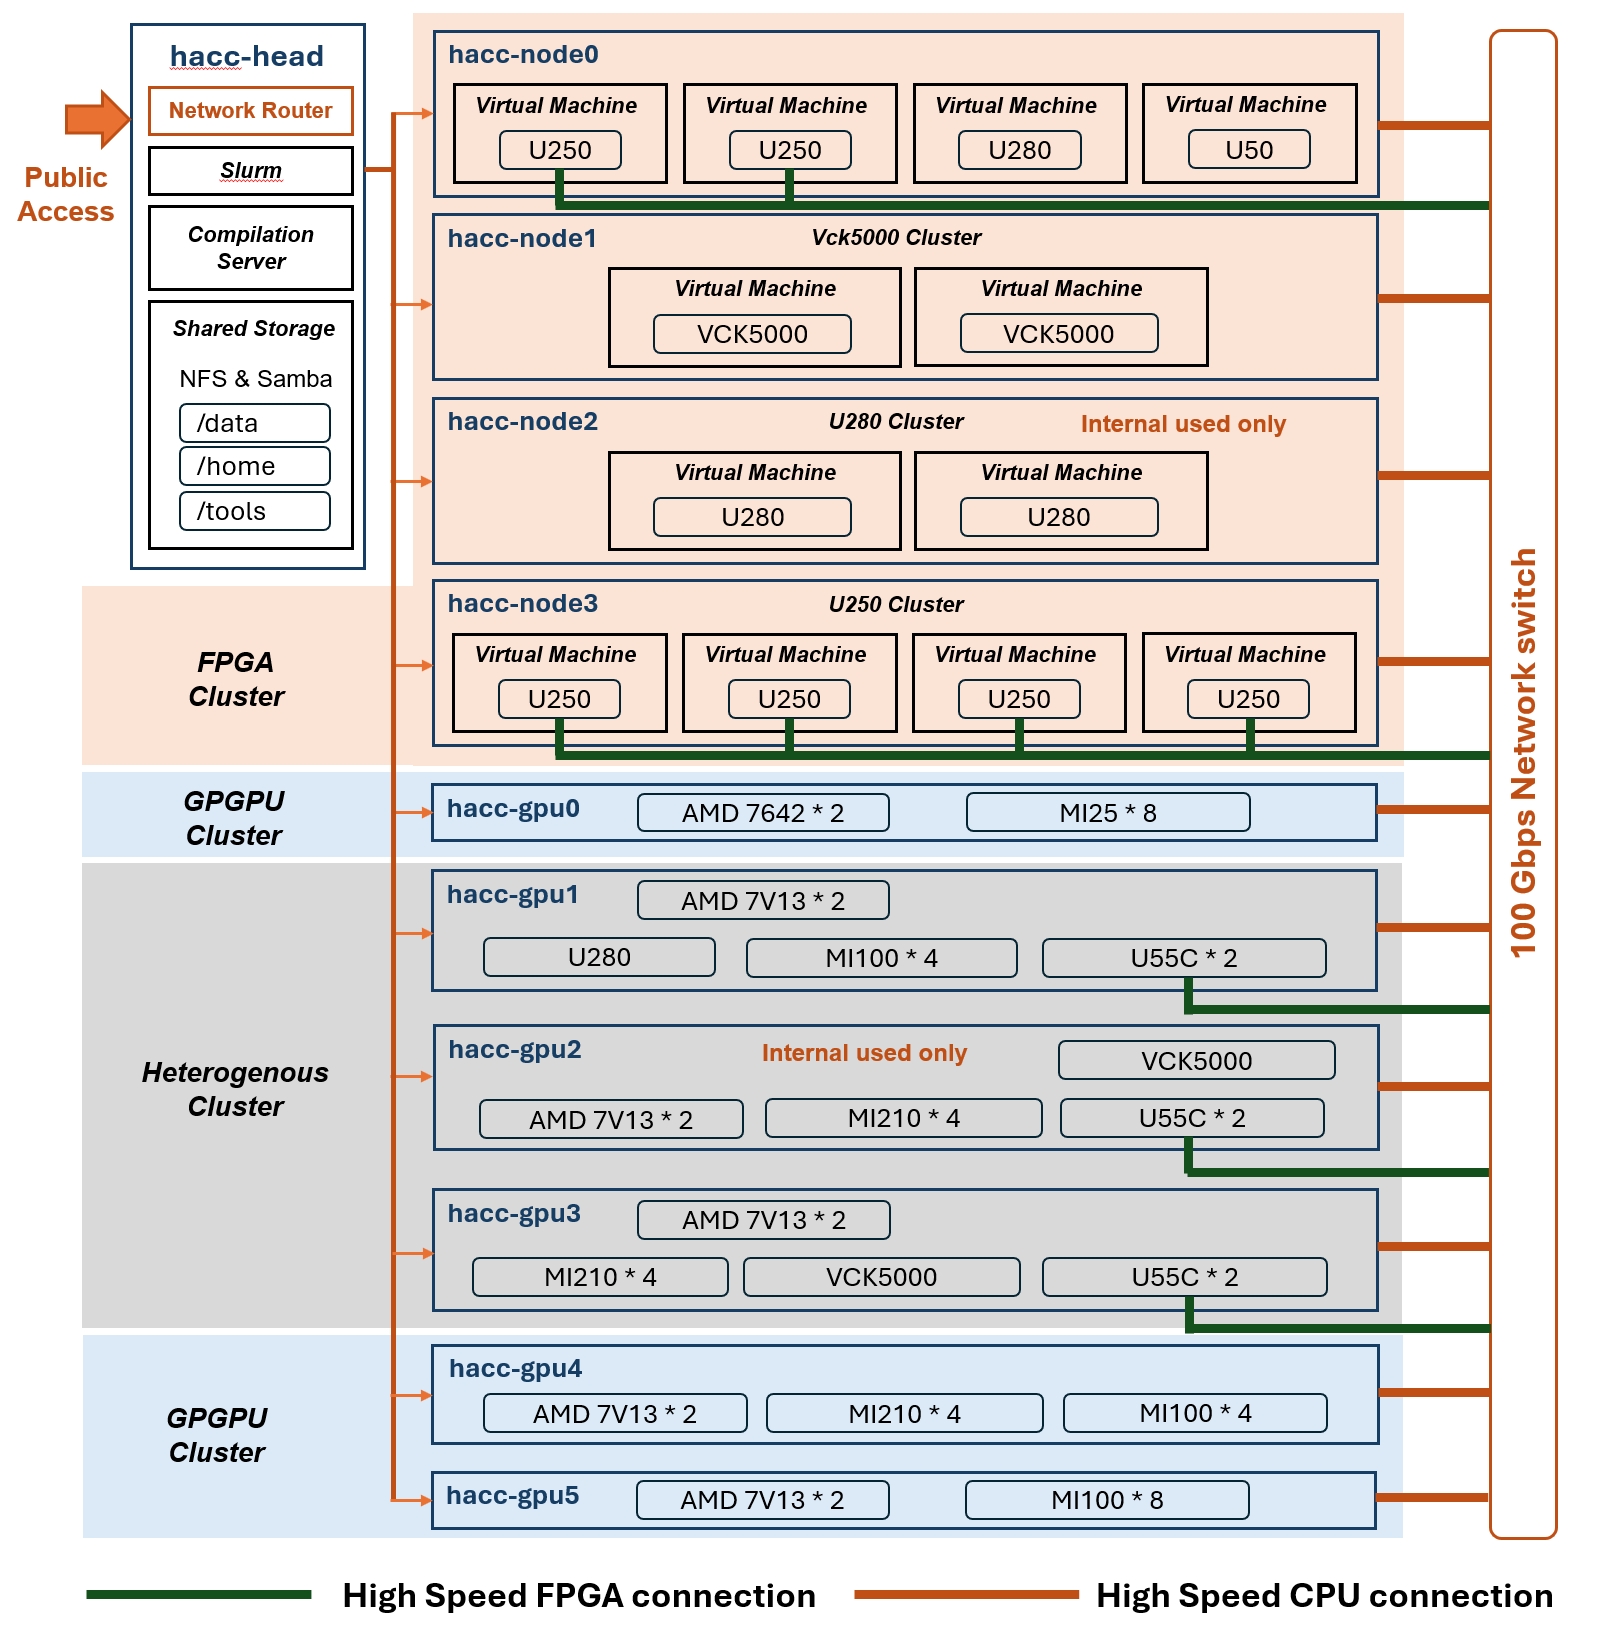 hacc-head
Network Router
Public
Access
Slurm
Compilation
Server
Shared Storage
NFS & Samba
/data
/home
/tools
hacc-node0
Virtual Machine
U250
Virtual Machine
U250
Virtual Machine
U280
Virtual Machine
U50
hacc-node1
Vck5000 Cluster
Virtual Machine
VCK5000
Virtual Machine
VCK5000
hacc-node2
U280 Cluster
Internal used only
Virtual Machine
U280
Virtual Machine
U280
FPGA
Cluster
hacc-node3
U250 Cluster
Virtual Machine
U250
Virtual Machine
U250
Virtual Machine
U250
Virtual Machine
U250
GPGPU
Cluster
hacc-gpu0
AMD 7642 * 2
MI25 * 8
Heterogenous
Cluster
hacc-gpu1
AMD 7V13 * 2
U280
MI100 * 4
U55C * 2
hacc-gpu2
Internal used only
VCK5000
AMD 7V13 * 2
MI210 * 4
U55C * 2
hacc-gpu3
AMD 7V13 * 2
MI210 * 4
VCK5000
U55C * 2
GPGPU
Cluster
hacc-gpu4
AMD 7V13 * 2
MI210 * 4
MI100 * 4
hacc-gpu5
AMD 7V13 * 2
MI100 * 8
100 Gbps Network switch
High Speed FPGA connection
High Speed CPU connection